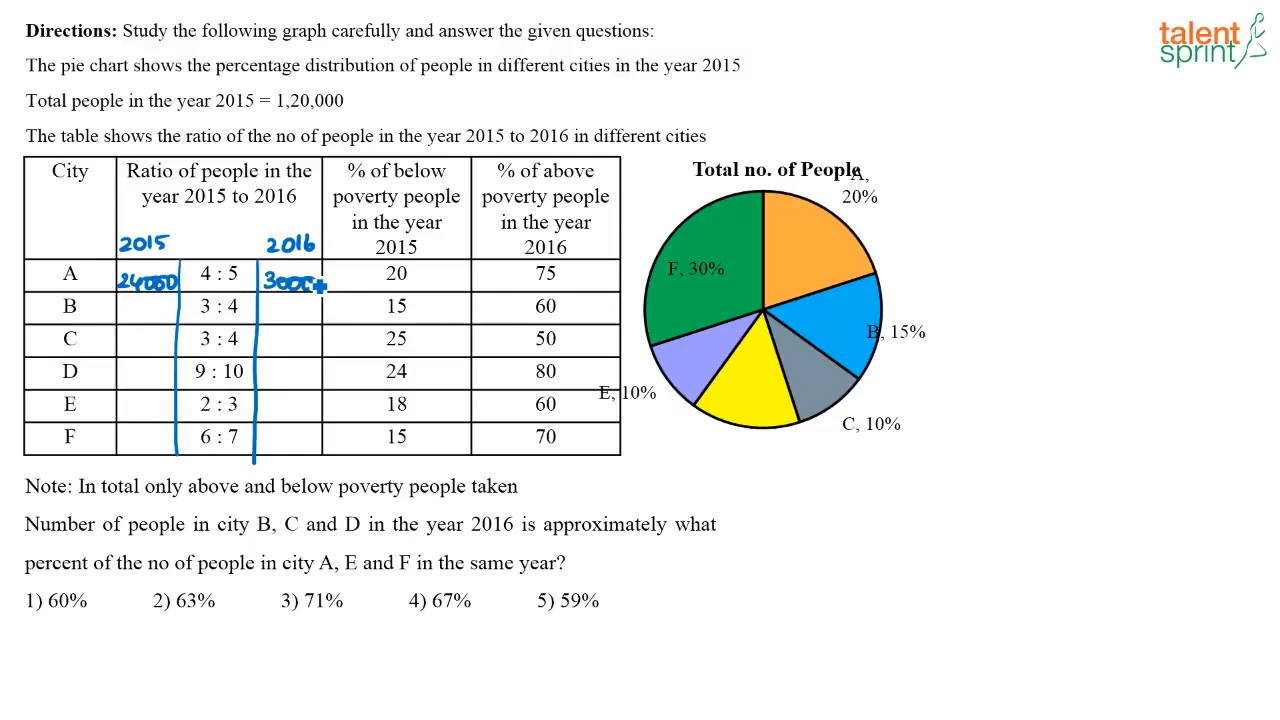 Directions: Study the following graph carefully and answer the given questions:
talent
sprint
The pie chart shows the percentage distribution of people in different cities in the year 2015
Total people in the year 2015 = 1,20,000
The table shows the ratio of the no of people in the year 2015 to 2016 in different cities
City Ratio of people in the year 2015 to 2016 % of below poverty people in the year 2015 % of above poverty people in the year 2016
2015 2016
A 24000 4 : 5 20 75
B 3 : 4 15 60
C 3 : 4 25 50
D 9 : 10 24 80
E 2 : 3 18 60
F 6 : 7 15 70
Total no. of People
A,
20%
F, 30%
B, 15%
E, 10%
C, 10%
Note: In total only above and below poverty people taken
Number of people in city B, C and D in the year 2016 is approximately what
percent of the no of people in city A, E and F in the same year?
1) 60% 2) 63% 3) 71% 4) 67% 5) 59%